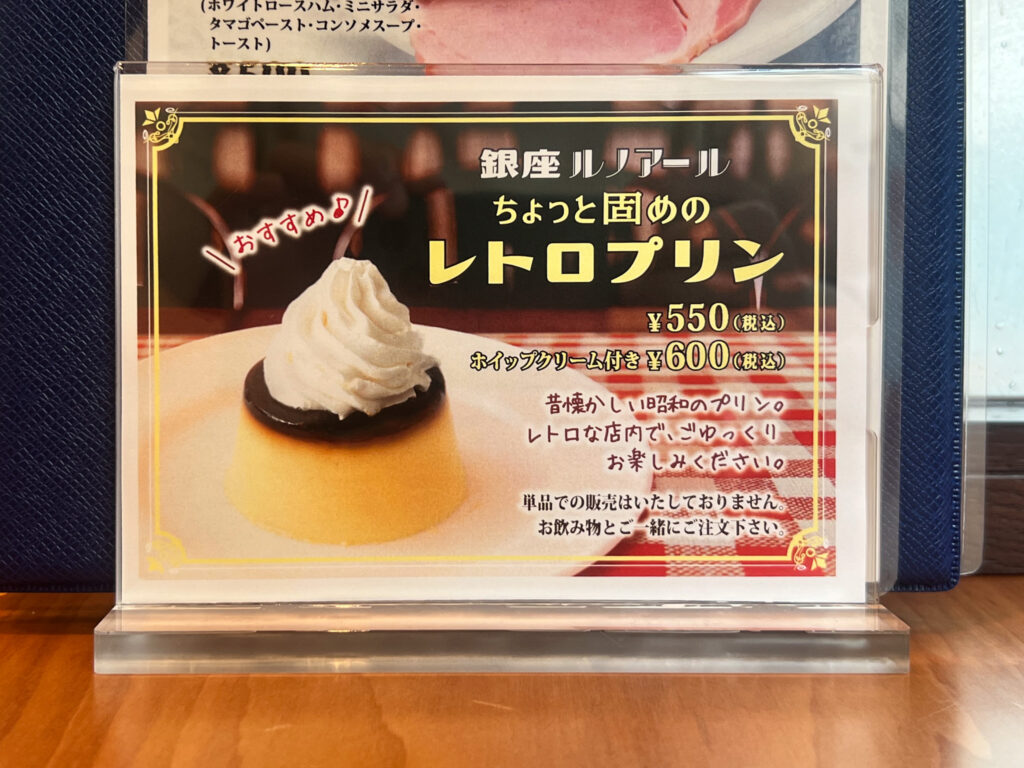 (ホワイトロースハム・ミニサラダ・
タマゴペースト・コンソメスープ・
トースト)
おすすめ♪
銀座ルノアール
ちょっと固めの
レトロプリン
¥550(税込)
ホイップクリーム付き ¥600(税込)
昔懐かしい昭和のプリン。
レトロな店内で、ごゆっくり
お楽しみください。
単品での販売はいたしておりません。
お飲み物とご一緒にご注文下さい。